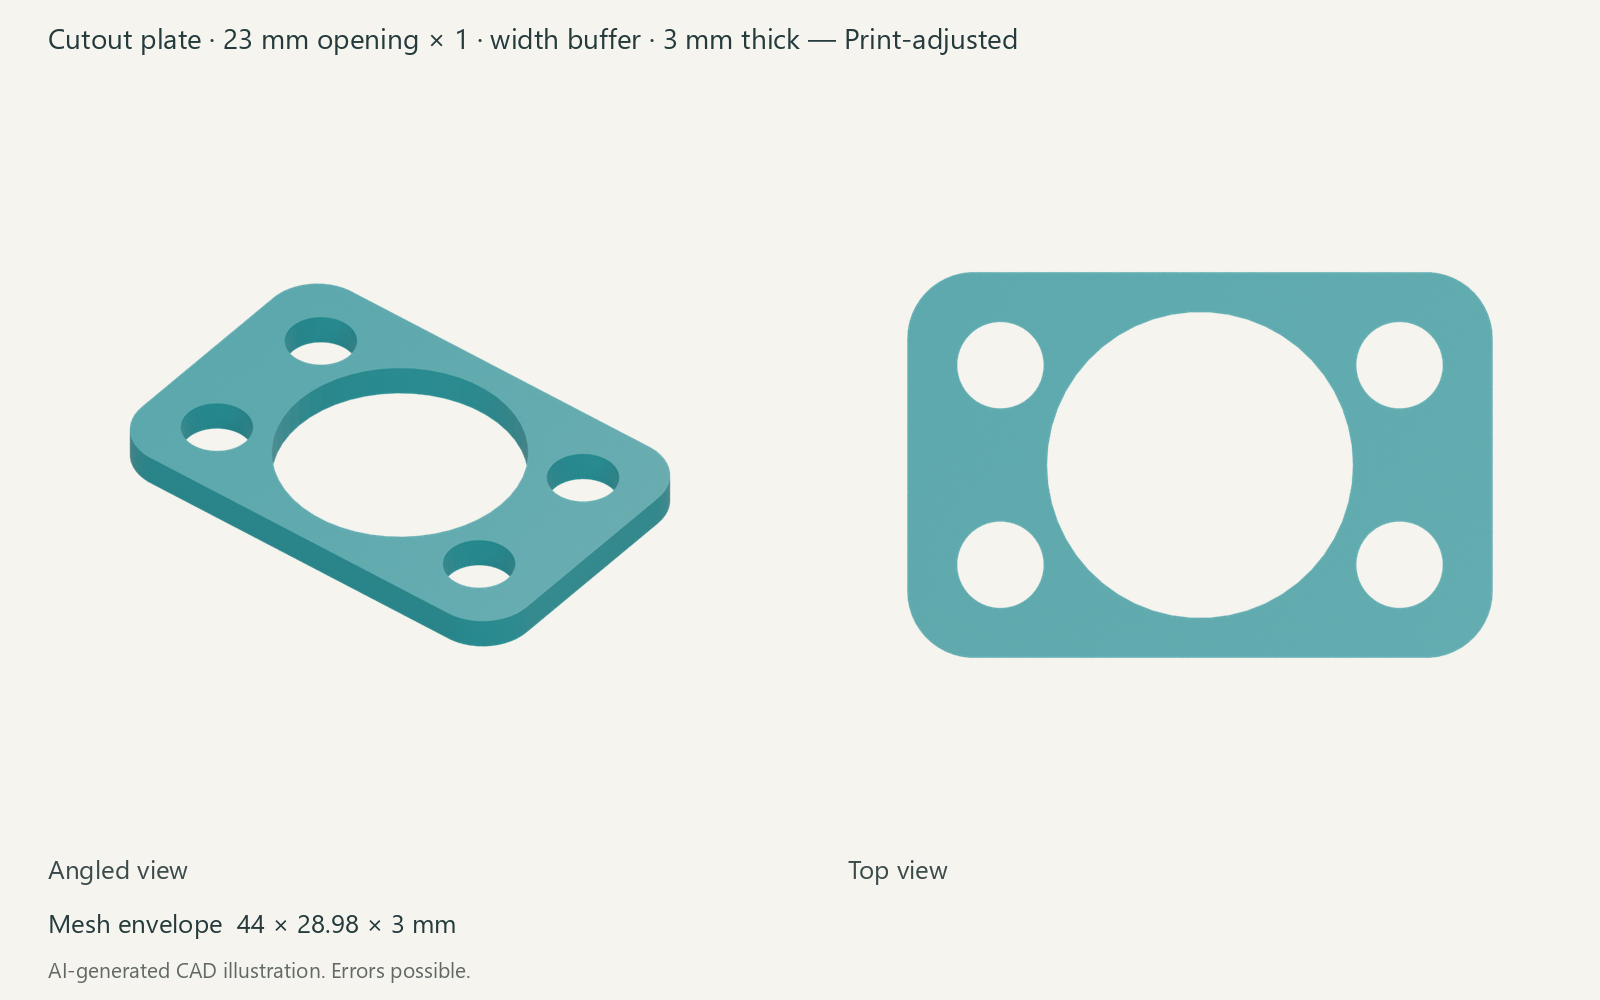 Cutout plate · 23 mm opening × 1 · width buffer · 3 mm thick — Print-adjusted
Angled view
Top view
Mesh envelope 44 × 28.98 × 3 mm
AI-generated CAD illustration. Errors possible.